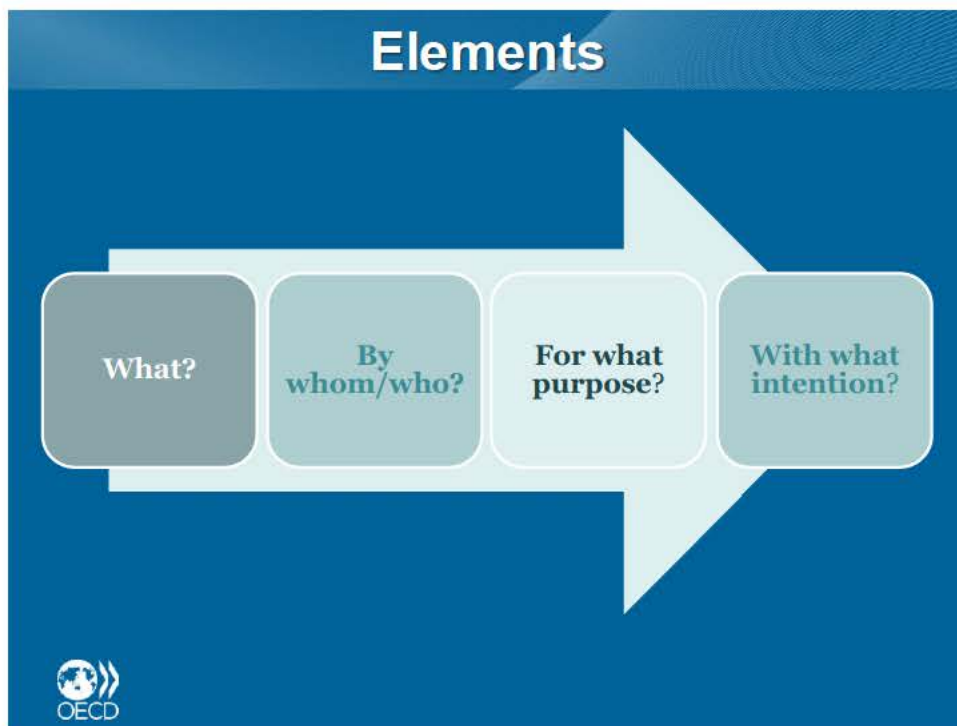 Elements
What?
By
whom/who?
For what
purpose?
With what
intention?
OECD